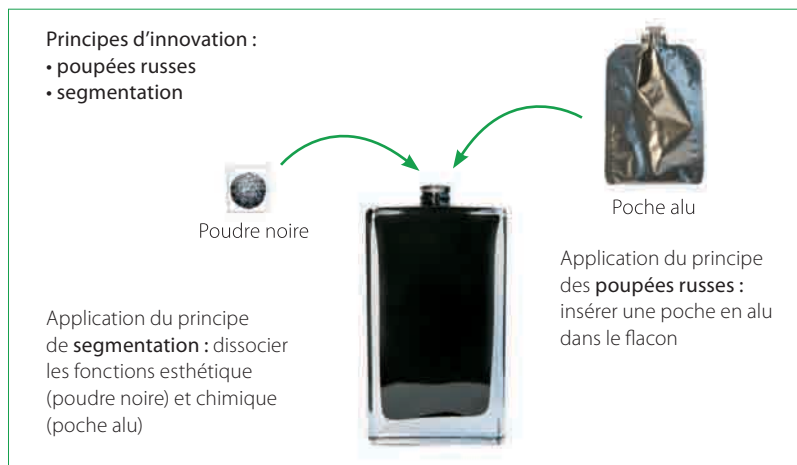 Principes d’innovation :
• poupées russes
• segmentation
Poudre noire
Poche alu
Application du principe
des poupées russes :
insérer une poche en alu
dans le flacon
Application du principe
de segmentation : dissocier
les fonctions esthétique
(poudre noire) et chimique
(poche alu)